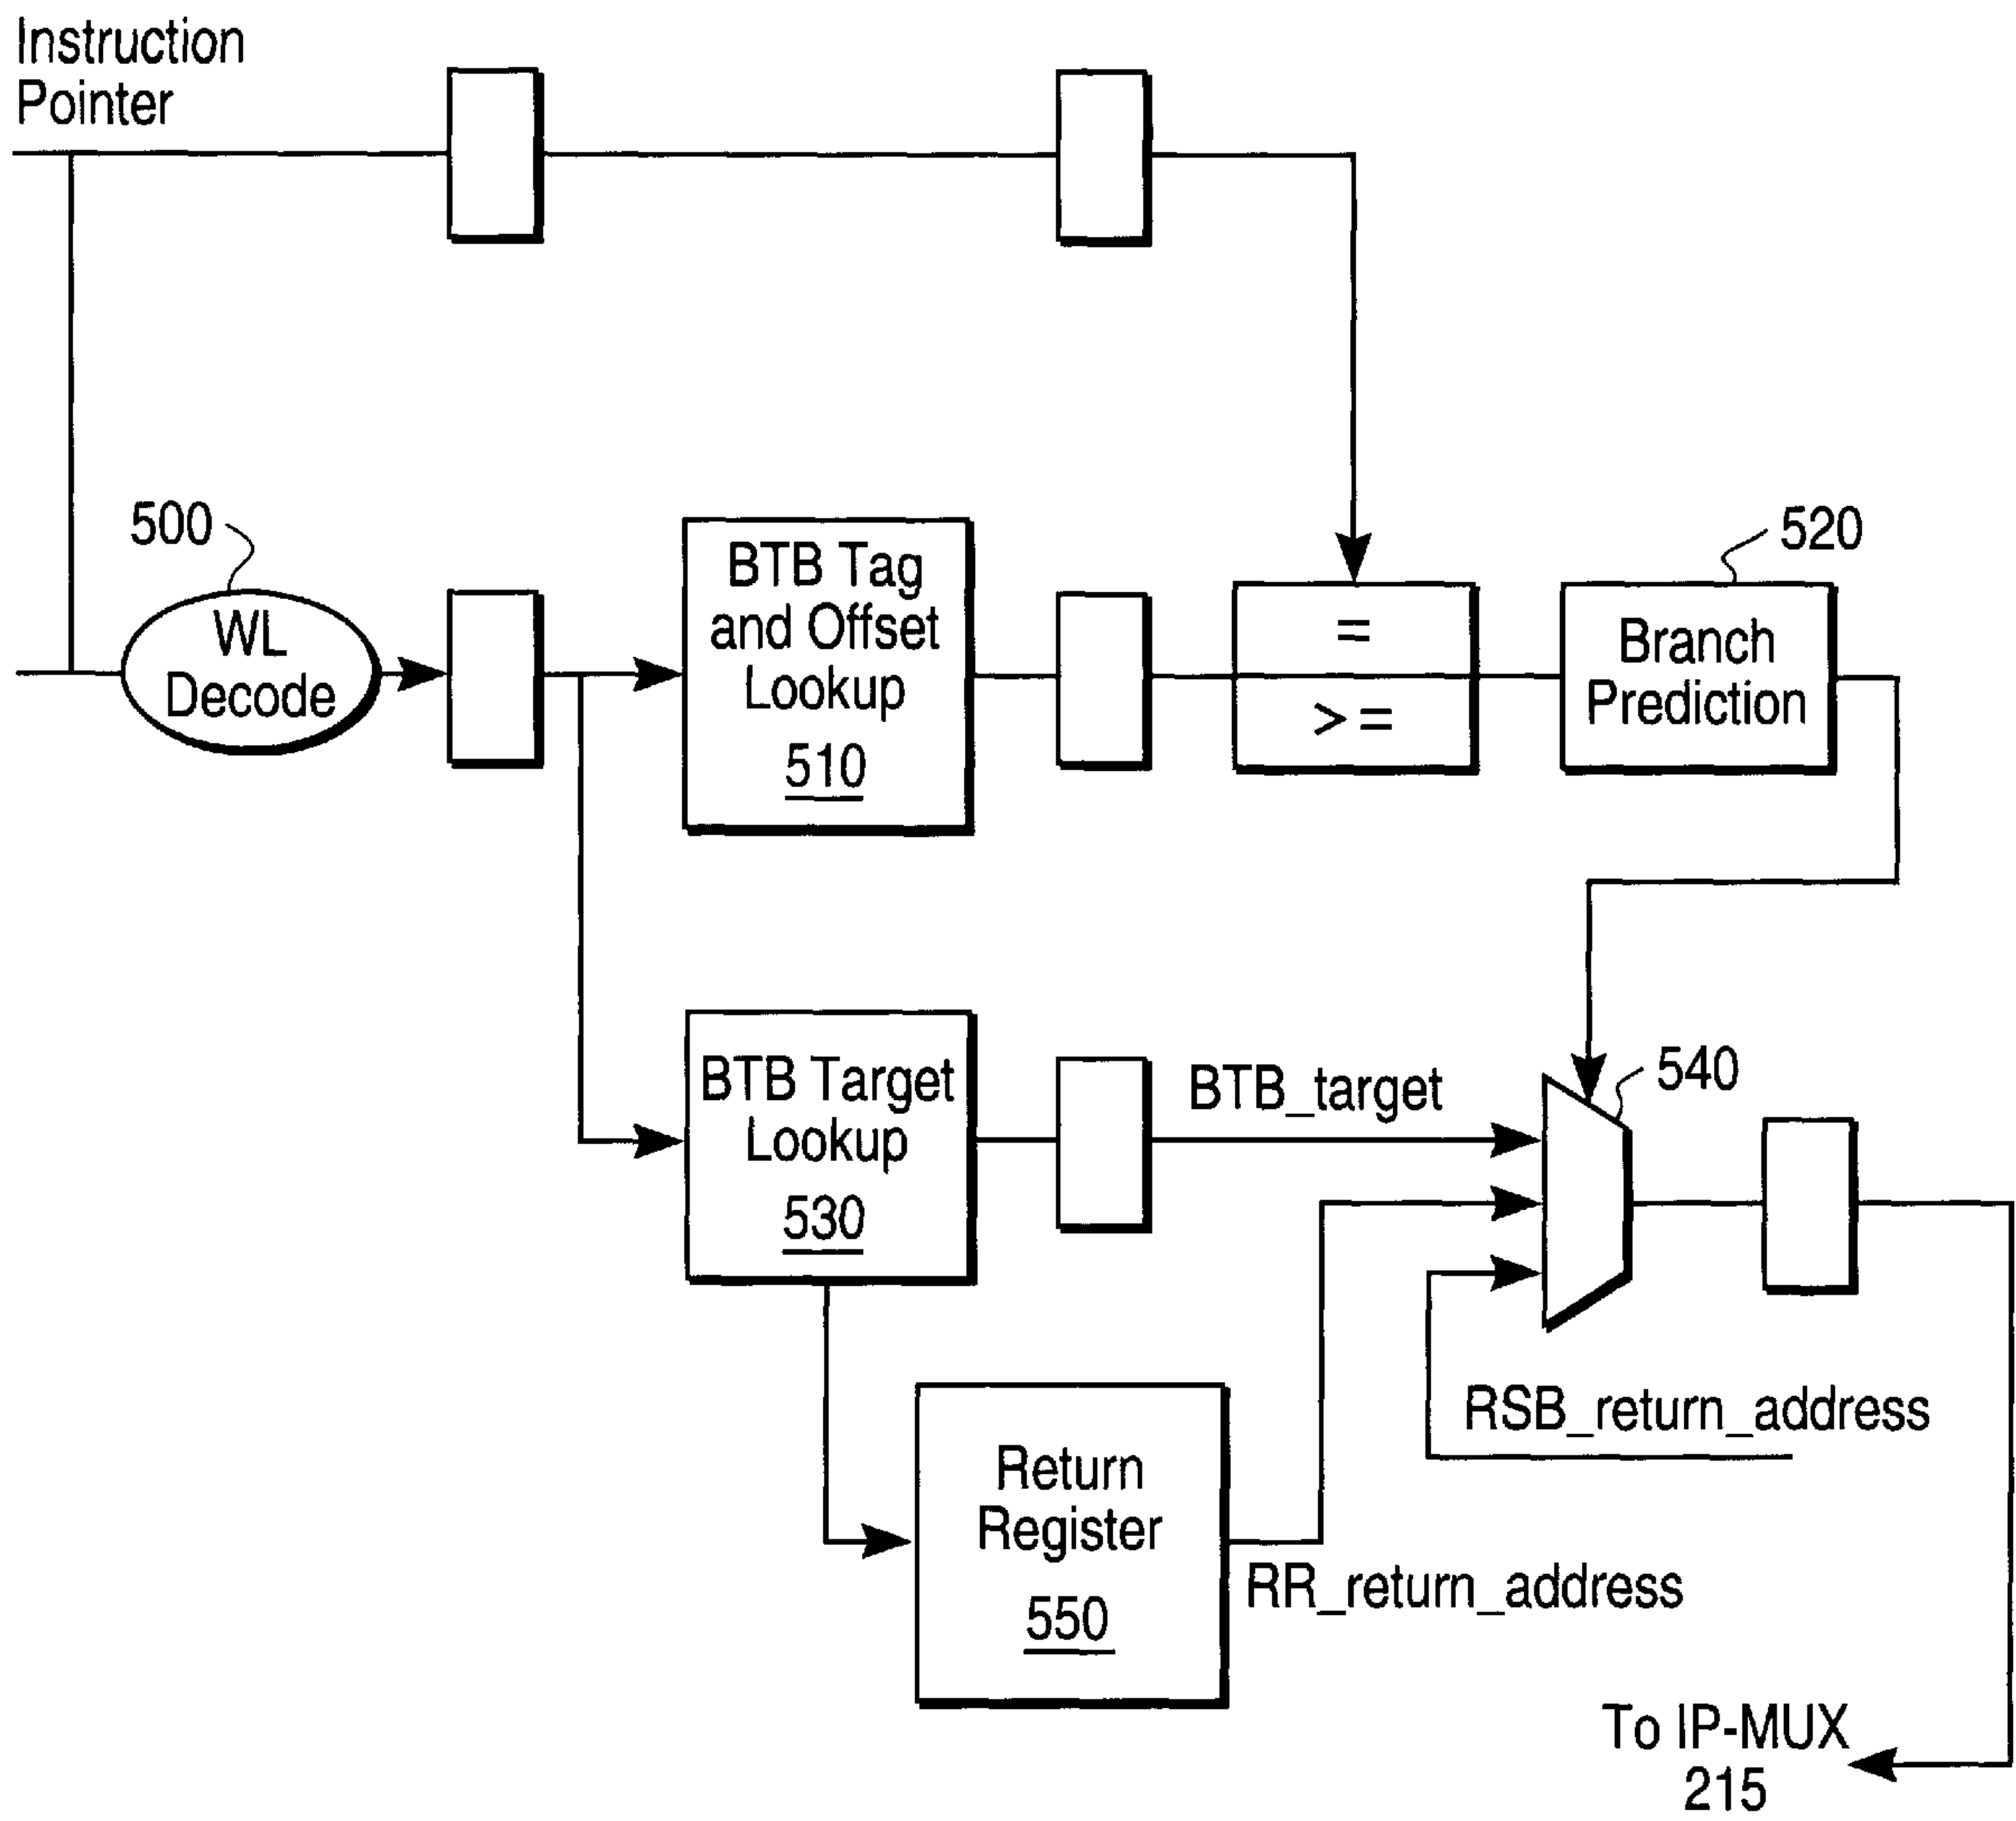 Instruction
Pointer
500
WL
Decode
BTB Tag
and Offset
Lookup
510
=
> =
520
Branch
Prediction
BTB Target
Lookup
530
BTB_target
540
RSB_return_address
Return
Register
550
RR_return_address
To IP-MUX
215